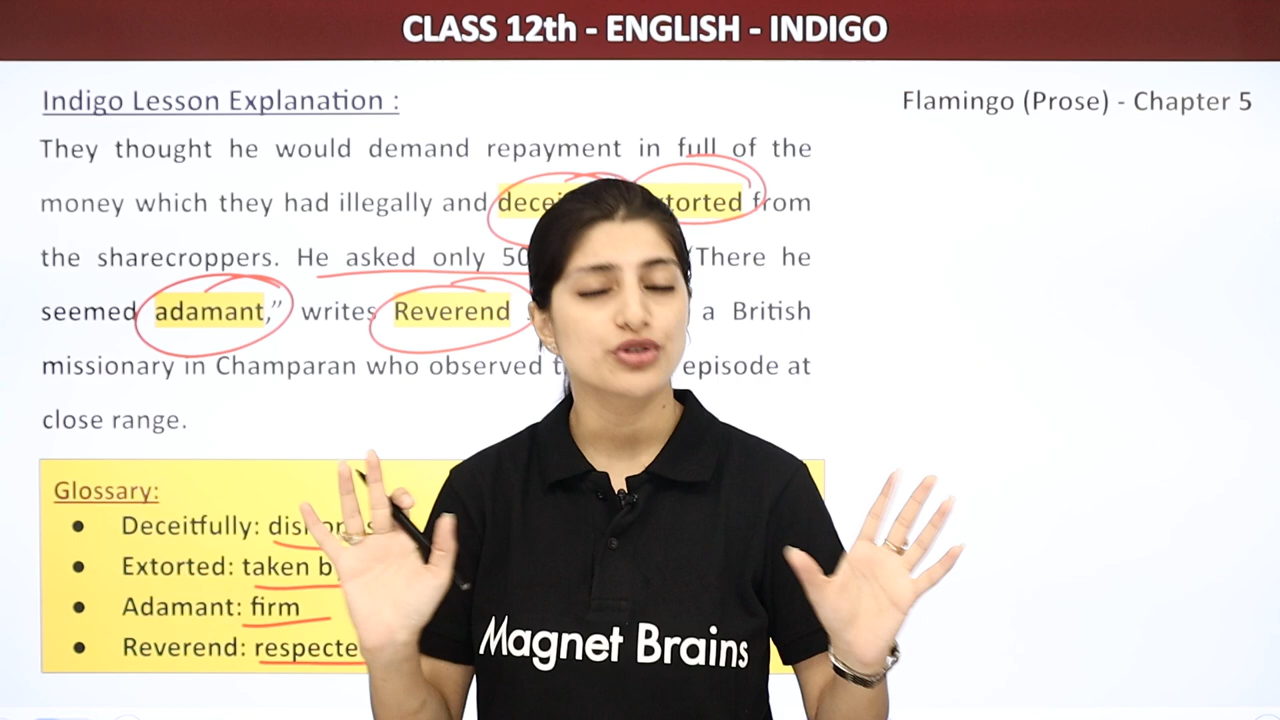 CLASS 12th - ENGLISH - INDIGO
Indigo Lesson Explanation :
Flamingo (Prose) - Chapter 5
They thought he would demand repayment in full of the
money which they had illegally and from
the sharecroppers. He asked only 50 (There he
seemed adamant,” writes Reverend a British
missionary in Champaran who observed episode at
close range.
Glossary:
● Deceitfully:
● Extorted: taken
● Adamant: firm
● Reverend:
Magnet Brains